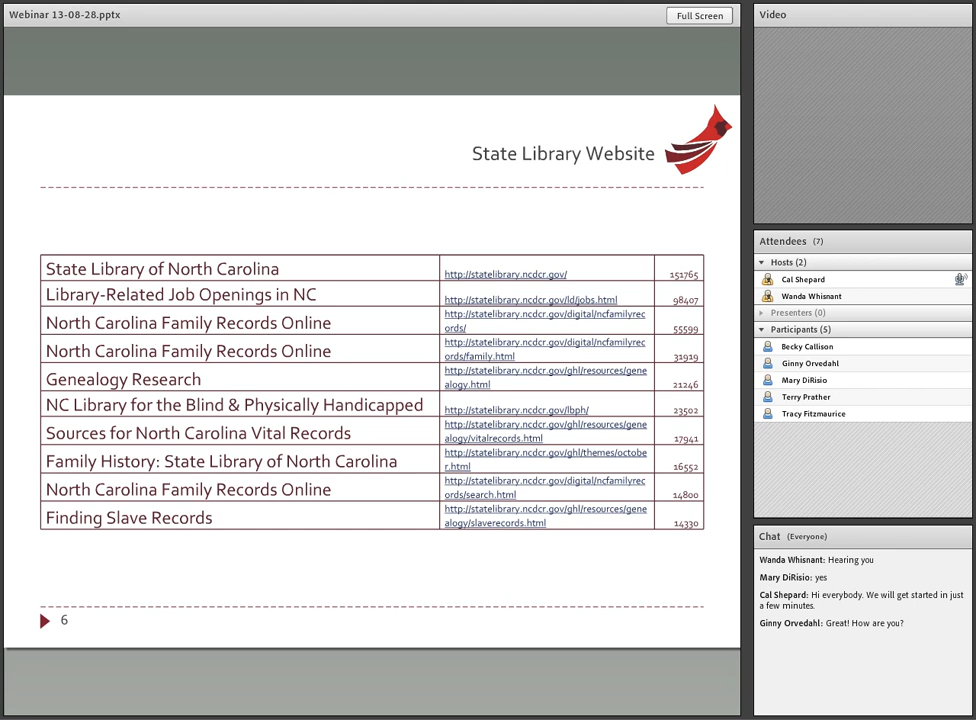 Webinar 13-08-28.pptx
Full Screen
State Library Website
State Library of North Carolina
http://statelibrary.ncdcr.gov/
151765
Library-Related Job Openings in NC
http://statelibrary.ncdcr.gov/ld/jobs.html
98407
North Carolina Family Records Online
http://statelibrary.ncdcr.gov/digital/ncfamilyrec
ords/
55599
North Carolina Family Records Online
http://statelibrary.ncdcr.gov/digital/ncfamilyrec
ords/family.html
31919
Genealogy Research
http://statelibrary.ncdcr.gov/ghl/resources/gene
alogy.html
21246
NC Library for the Blind & Physically Handicapped
http://statelibrary.ncdcr.gov/lbph/
23502
Sources for North Carolina Vital Records
http://statelibrary.ncdcr.gov/ghl/resources/gene
alogy/vitalrecords.html
17941
Family History: State Library of North Carolina
http://statelibrary.ncdcr.gov/ghl/themes/octobe
r.html
16552
North Carolina Family Records Online
http://statelibrary.ncdcr.gov/digital/ncfamilyrec
ords/search.html
14800
Finding Slave Records
http://statelibrary.ncdcr.gov/ghl/resources/gene
alogy/slaverecords.html
14330
6
Video
Attendees (7)
Hosts (2)
Cal Shepard
Wanda Whisnant
Presenters (0)
Participants (5)
Becky Callison
Ginny Orvedahl
Mary DiRisio
Terry Prather
Tracy Fitzmaurice
Chat (Everyone)
Wanda Whisnant: Hearing you
Mary DiRisio: yes
Cal Shepard: Hi everybody. We will get started in just
a few minutes.
Ginny Orvedahl: Great! How are you?